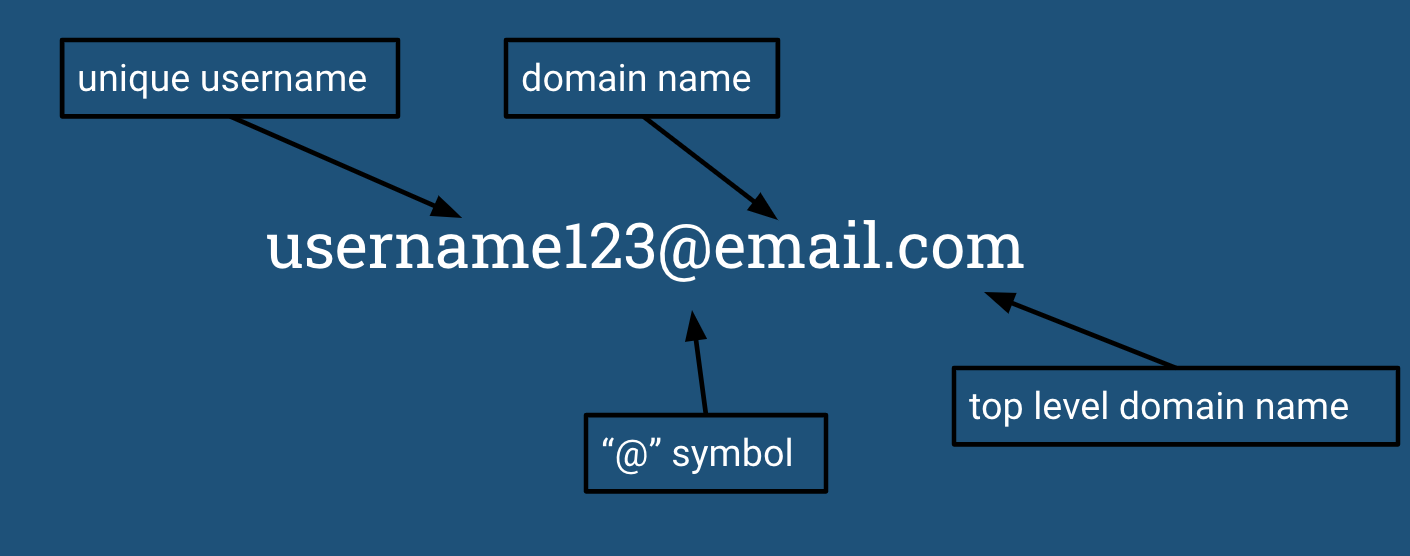 unique username
domain name
username123@email.com
“@” symbol
top level domain name